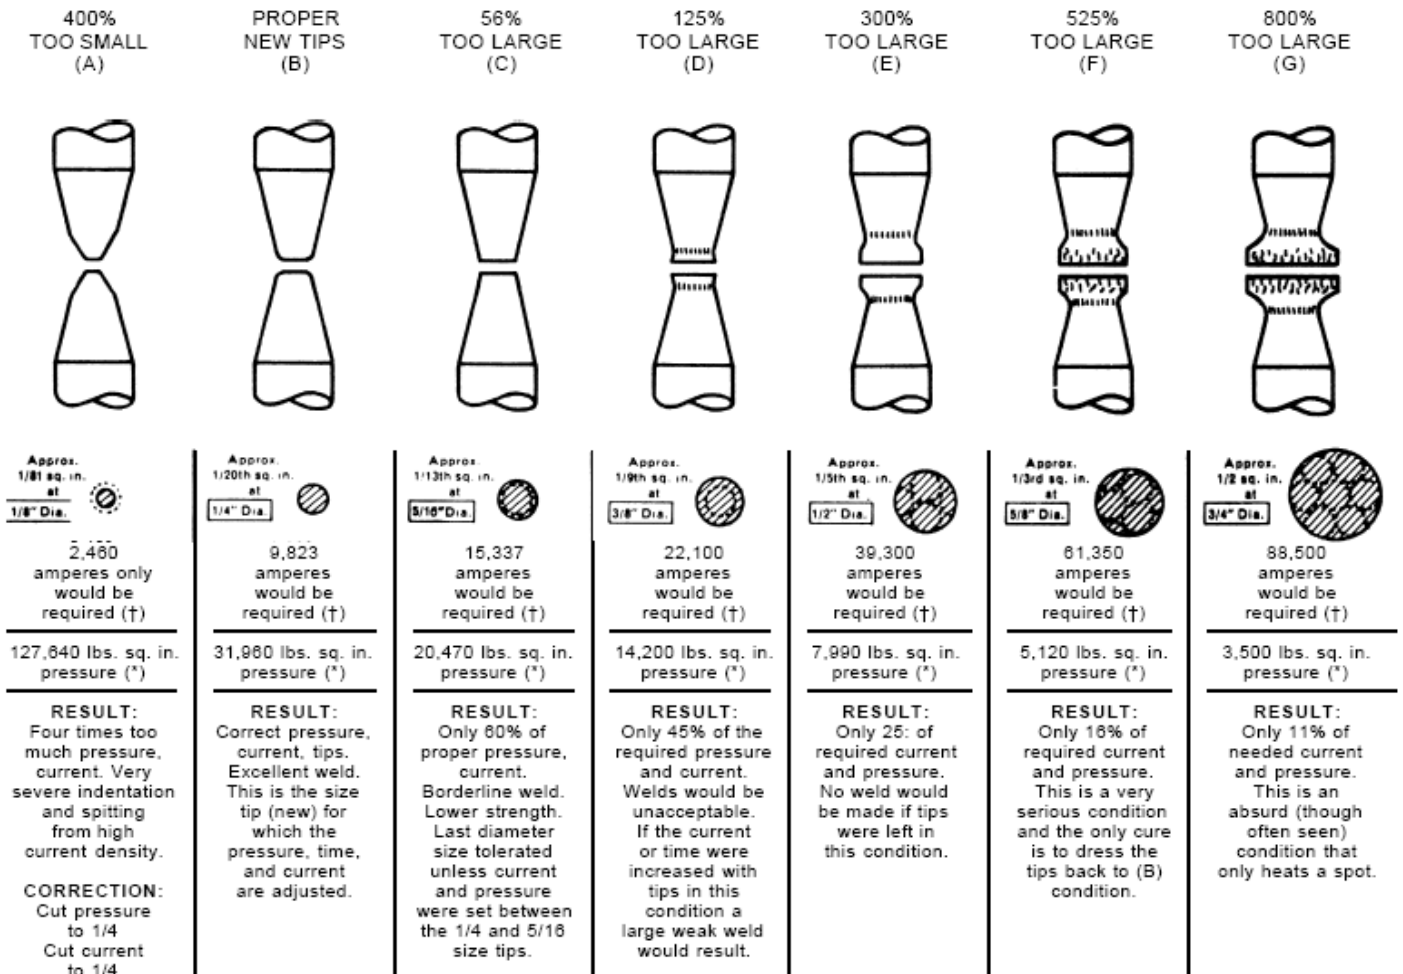 400%
TOO SMALL
(A)
PROPER
NEW TIPS
(B)
56%
TOO LARGE
(C)
125%
TOO LARGE
(D)
300%
TOO LARGE
(E)
525%
TOO LARGE
(F)
800%
TOO LARGE
(G)
Approx.
1/81 sq. in.
at
1/8" Dia.
2,460
amperes only
would be
required (†)
127,640 lbs. sq. in.
pressure (*)
RESULT:
Four times too
much pressure,
current. Very
severe indentation
and spitting
from high
current density.
CORRECTION:
Cut pressure
to 1/4
Cut current
to 1/4
Approx.
1/20th sq. in.
at
1/4" Dia.
9,823
amperes
would be
required (†)
31,960 lbs. sq. in.
pressure (*)
RESULT:
Correct pressure,
current, tips.
Excellent weld.
This is the size
tip (new) for
which the
pressure, time,
and current
are adjusted.
Approx.
1/13th sq. in.
at
5/16" Dia.
15,337
amperes
would be
required (†)
20,470 lbs. sq. in.
pressure (*)
RESULT:
Only 60% of
proper pressure,
current.
Borderline weld.
Lower strength.
Last diameter
size tolerated
unless current
and pressure
were set between
the 1/4 and 5/16
size tips.
Approx.
1/9th sq. in.
at
3/8" Dia.
22,100
amperes
would be
required (†)
14,200 lbs. sq. in.
pressure (*)
RESULT:
Only 45% of the
required pressure
and current.
Welds would be
unacceptable.
If the current
or time were
increased with
tips in this
condition a
large weak weld
would result.
Approx.
1/5th sq. in.
at
1/2" Dia.
39,300
amperes
would be
required (†)
7,990 lbs. sq. in.
pressure (*)
RESULT:
Only 25: of
required current
and pressure.
No weld would
be made if tips
were left in
this condition.
Approx.
1/3rd sq. in.
at
5/8" Dia.
61,350
amperes
would be
required (†)
5,120 lbs. sq. in.
pressure (*)
RESULT:
Only 16% of
required current
and pressure.
This is a very
serious condition
and the only cure
is to dress the
tips back to (B)
condition.
Approx.
1/2 sq. in.
at
3/4" Dia.
88,500
amperes
would be
required (†)
3,500 lbs. sq. in.
pressure (*)
RESULT:
Only 11% of
needed current
and pressure.
This is an
absurd (though
often seen)
condition that
only heats a spot.